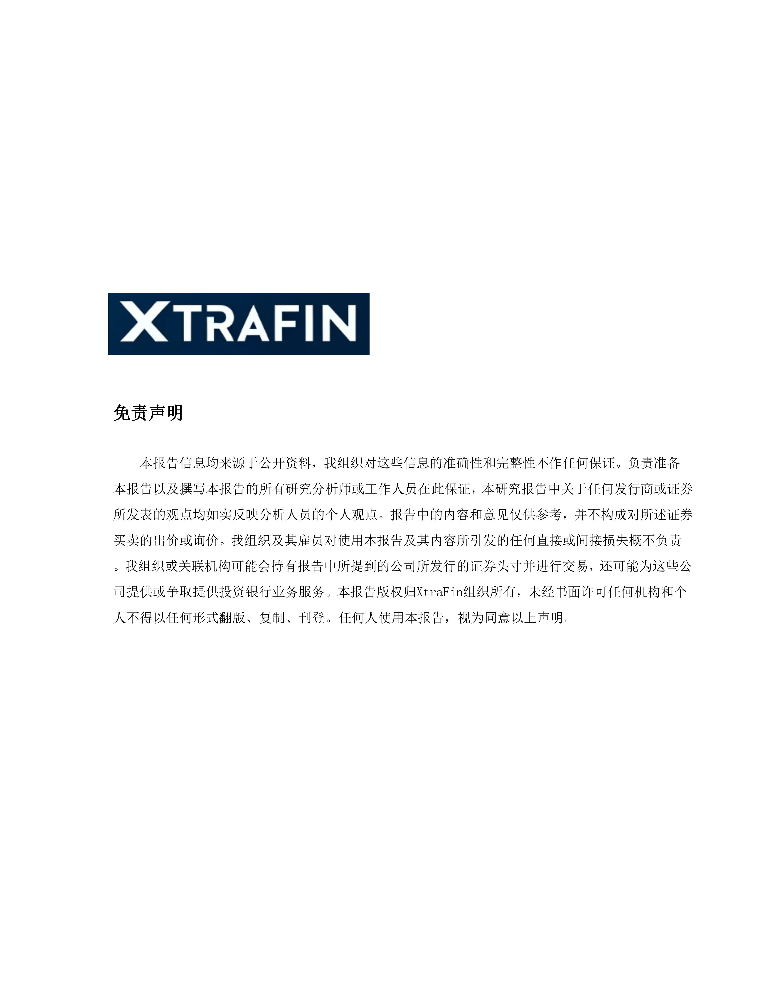 XTRAFIN
免责声明
本报告信息均来源于公开资料，我组织对这些信息的准确性和完整性不作任何保证。负责准备
本报告以及撰写本报告的所有研究分析师或工作人员在此保证，本研究报告中关于任何发行商或证券
所发表的观点均如实反映分析人员的个人观点。报告中的内容和意见仅供参考，并不构成对所述证券
买卖的出价或询价。我组织及其雇员对使用本报告及其内容所引发的任何直接或间接损失概不负责
。我组织或关联机构可能会持有报告中所提到的公司所发行的证券头寸并进行交易，还可能为这些公
司提供或争取提供投资银行业务服务。本报告版权归XtraFin组织所有，未经书面许可任何机构和个
人不得以任何形式翻版、复制、刊登。任何人使用本报告，视为同意以上声明。